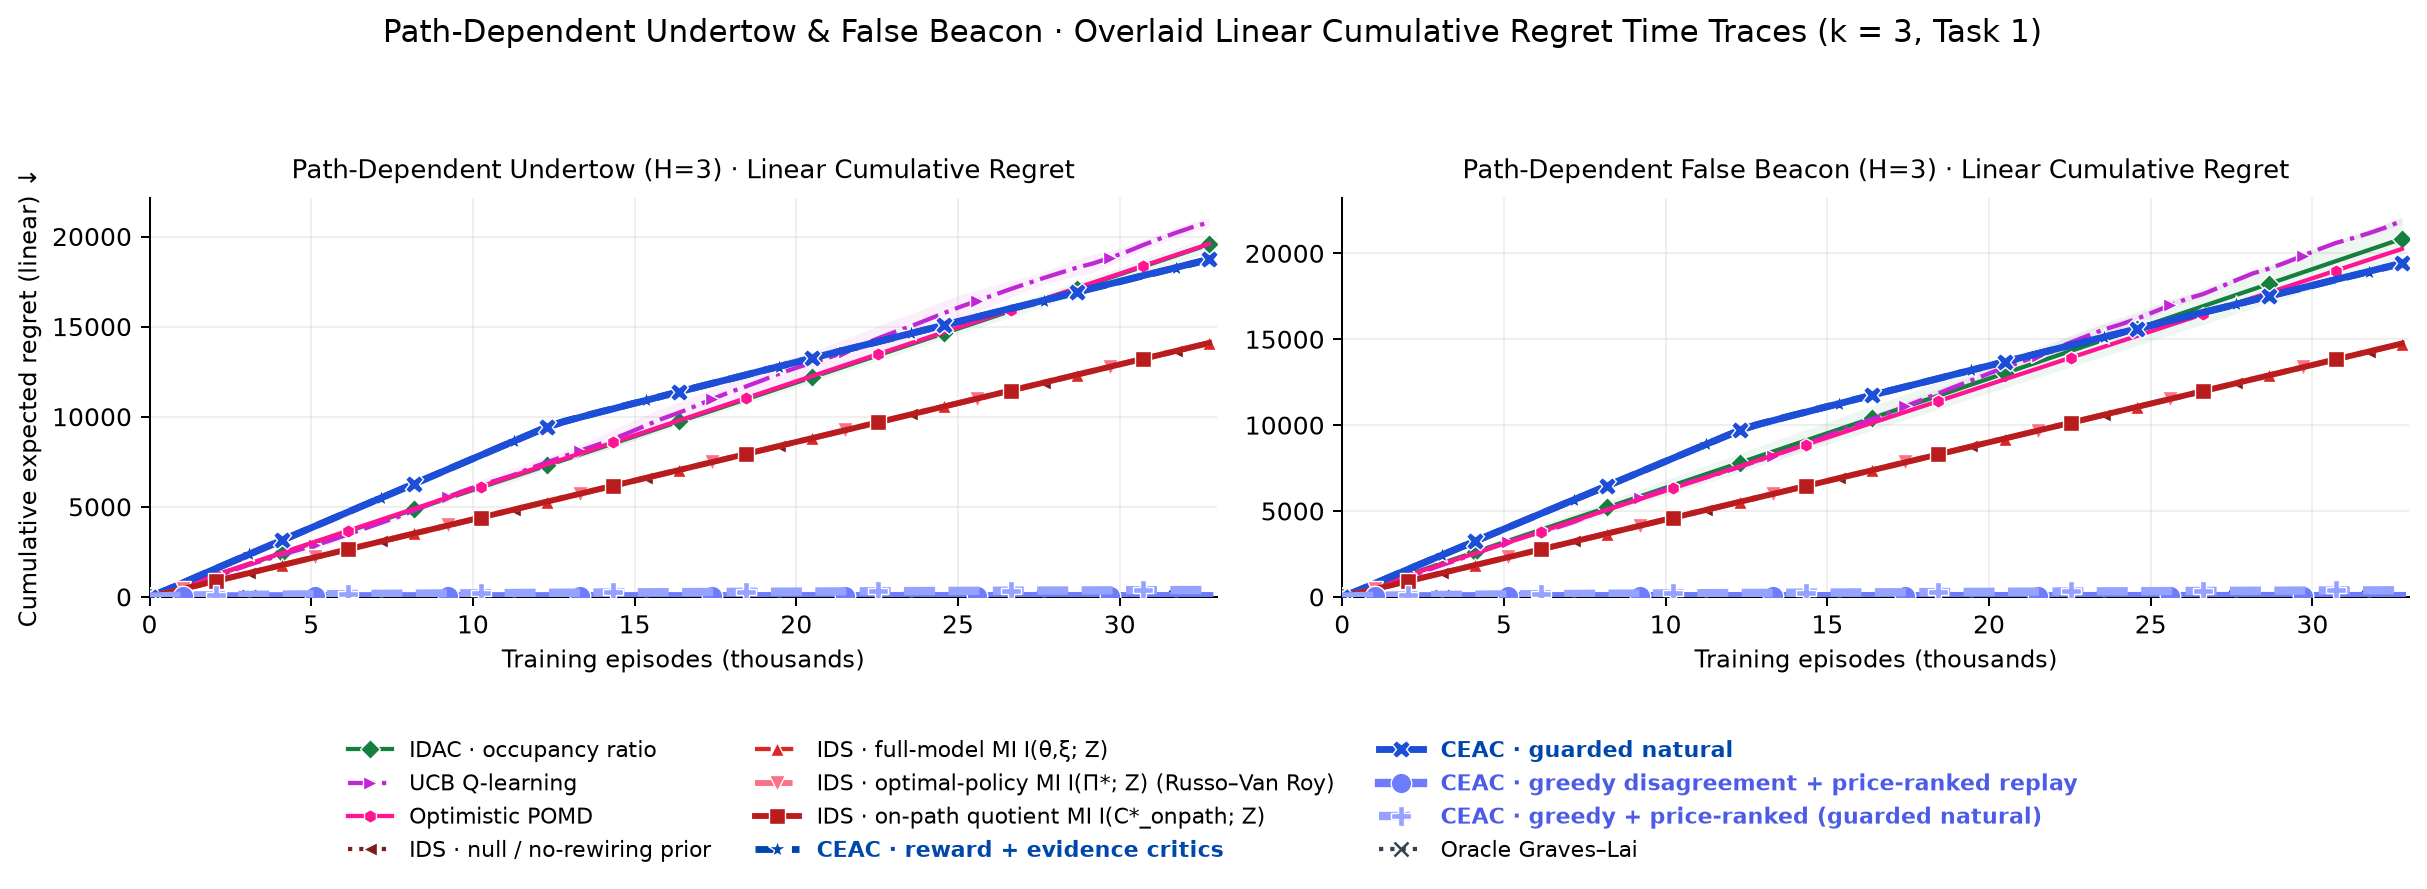 Path-Dependent Undertow & False Beacon · Overlaid Linear Cumulative Regret Time Traces (k = 3, Task 1)
Path-Dependent Undertow (H=3) · Linear Cumulative Regret
Cumulative expected regret (linear) ↓
20000
15000
10000
5000
0
0 5 10 15 20 25 30
Training episodes (thousands)
Path-Dependent False Beacon (H=3) · Linear Cumulative Regret
20000
15000
10000
5000
0
0 5 10 15 20 25 30
Training episodes (thousands)
IDAC · occupancy ratio
UCB Q-learning
Optimistic POMD
IDS · null / no-rewiring prior
IDS · full-model MI I(θ,ξ; Z)
IDS · optimal-policy MI I(Π*; Z) (Russo–Van Roy)
IDS · on-path quotient MI I(C*_onpath; Z)
CEAC · reward + evidence critics
CEAC · guarded natural
CEAC · greedy disagreement + price-ranked replay
CEAC · greedy + price-ranked (guarded natural)
Oracle Graves–Lai